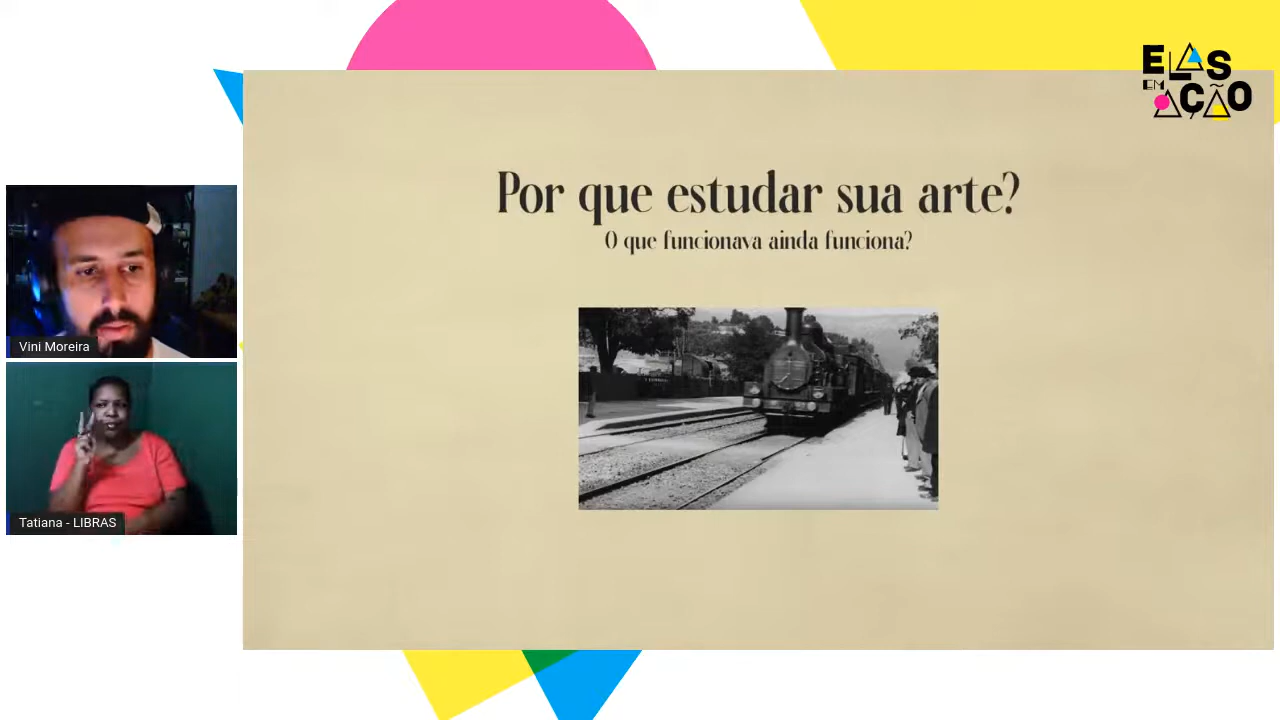 ELAS
EM
AÇÃO
Por que estudar sua arte?
O que funcionava ainda funciona?
Vini Moreira
Tatiana - LIBRAS